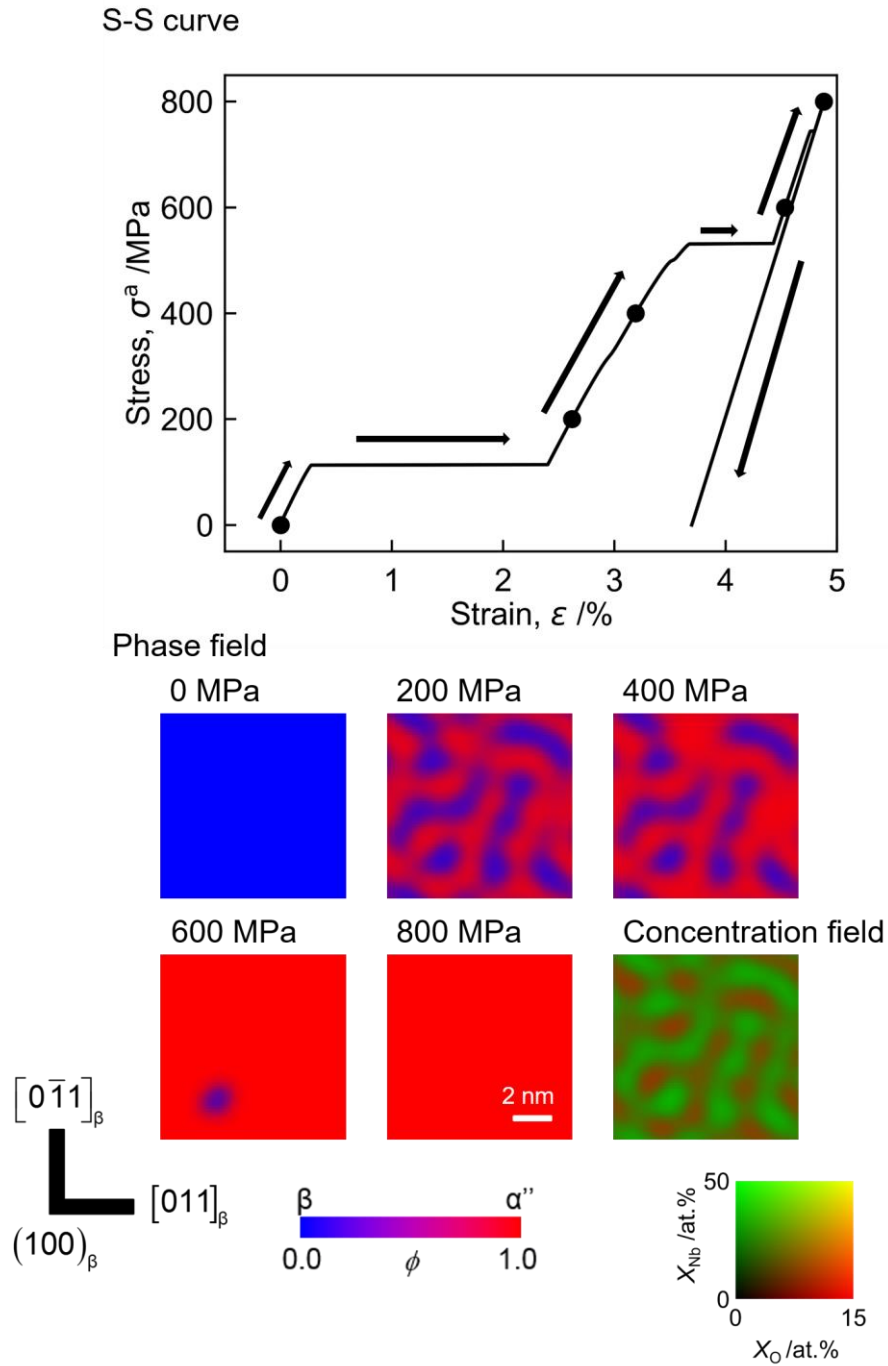 S-S curve
800
600
400
200
0
Stress, σᵃ /MPa
0 1 2 3 4 5
Strain, ε /%
Phase field
0 MPa 200 MPa 400 MPa
600 MPa 800 MPa Concentration field
2 nm
[01̄1]β
[011]β
(100)β
β α’’
0.0 ϕ 1.0
50
X_Nb /at.%
0
0 15
X_O /at.%